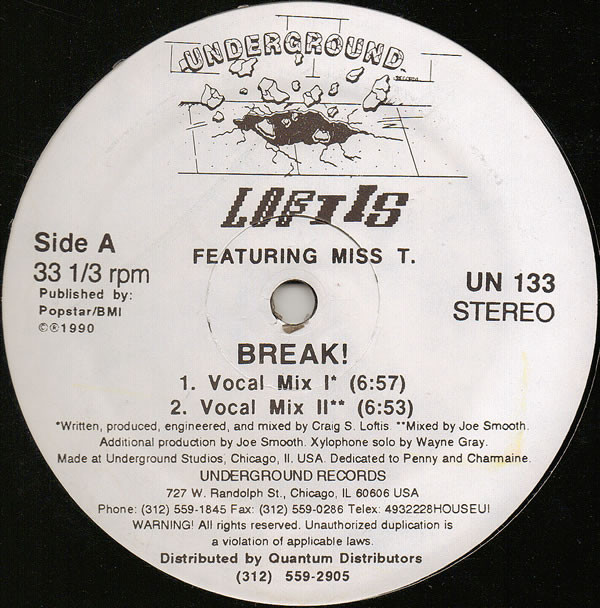 UNDERGROUND
RECORDS
LOFTIS
FEATURING MISS T.
Side A
33 1/3 rpm
Published by:
Popstar/BMI
©®1990
UN 133
STEREO
BREAK!
1. Vocal Mix I* (6:57)
2. Vocal Mix II** (6:53)
*Written, produced, engineered, and mixed by Craig S. Loftis. **Mixed by Joe Smooth.
Additional production by Joe Smooth. Xylophone solo by Wayne Gray.
Made at Underground Studios, Chicago, Il. USA. Dedicated to Penny and Charmaine.
UNDERGROUND RECORDS
727 W. Randolph St., Chicago, IL 60606 USA
Phone: (312) 559-1845 Fax: (312) 559-0286 Telex: 4932228HOUSEUI
WARNING! All rights reserved. Unauthorized duplication is
a violation of applicable laws.
Distributed by Quantum Distributors
(312) 559-2905